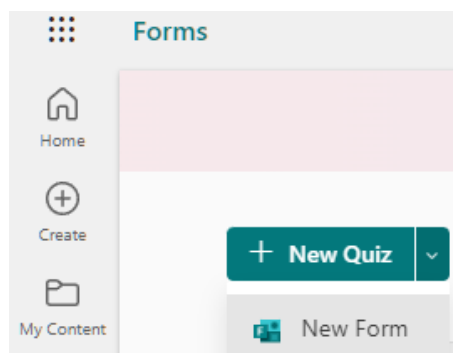 Forms
Home
Create
My Content
+ New Quiz
New Form